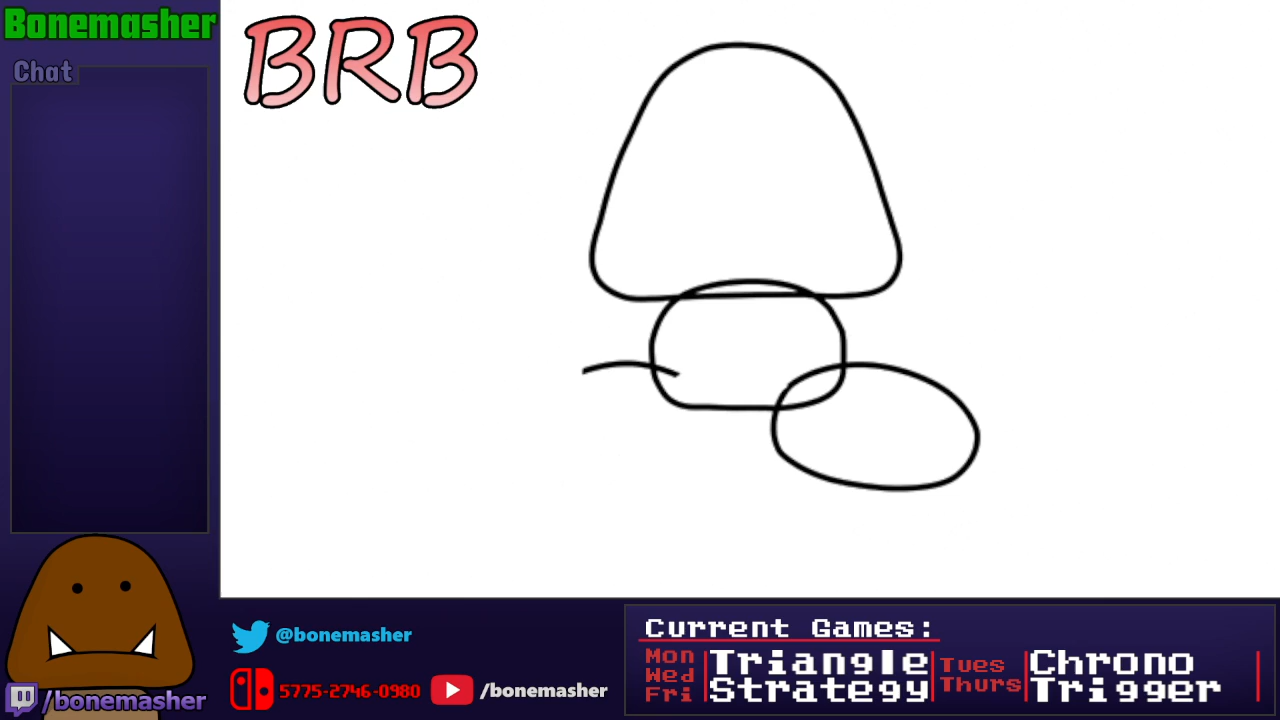 Bonemasher
BRB
Chat
/bonemasher
@bonemasher
5775-2746-0980
/bonemasher
Current Games:
Mon
Wed
Fri
Triangle
Strategy
Tues
Thurs
Chrono
Trigger